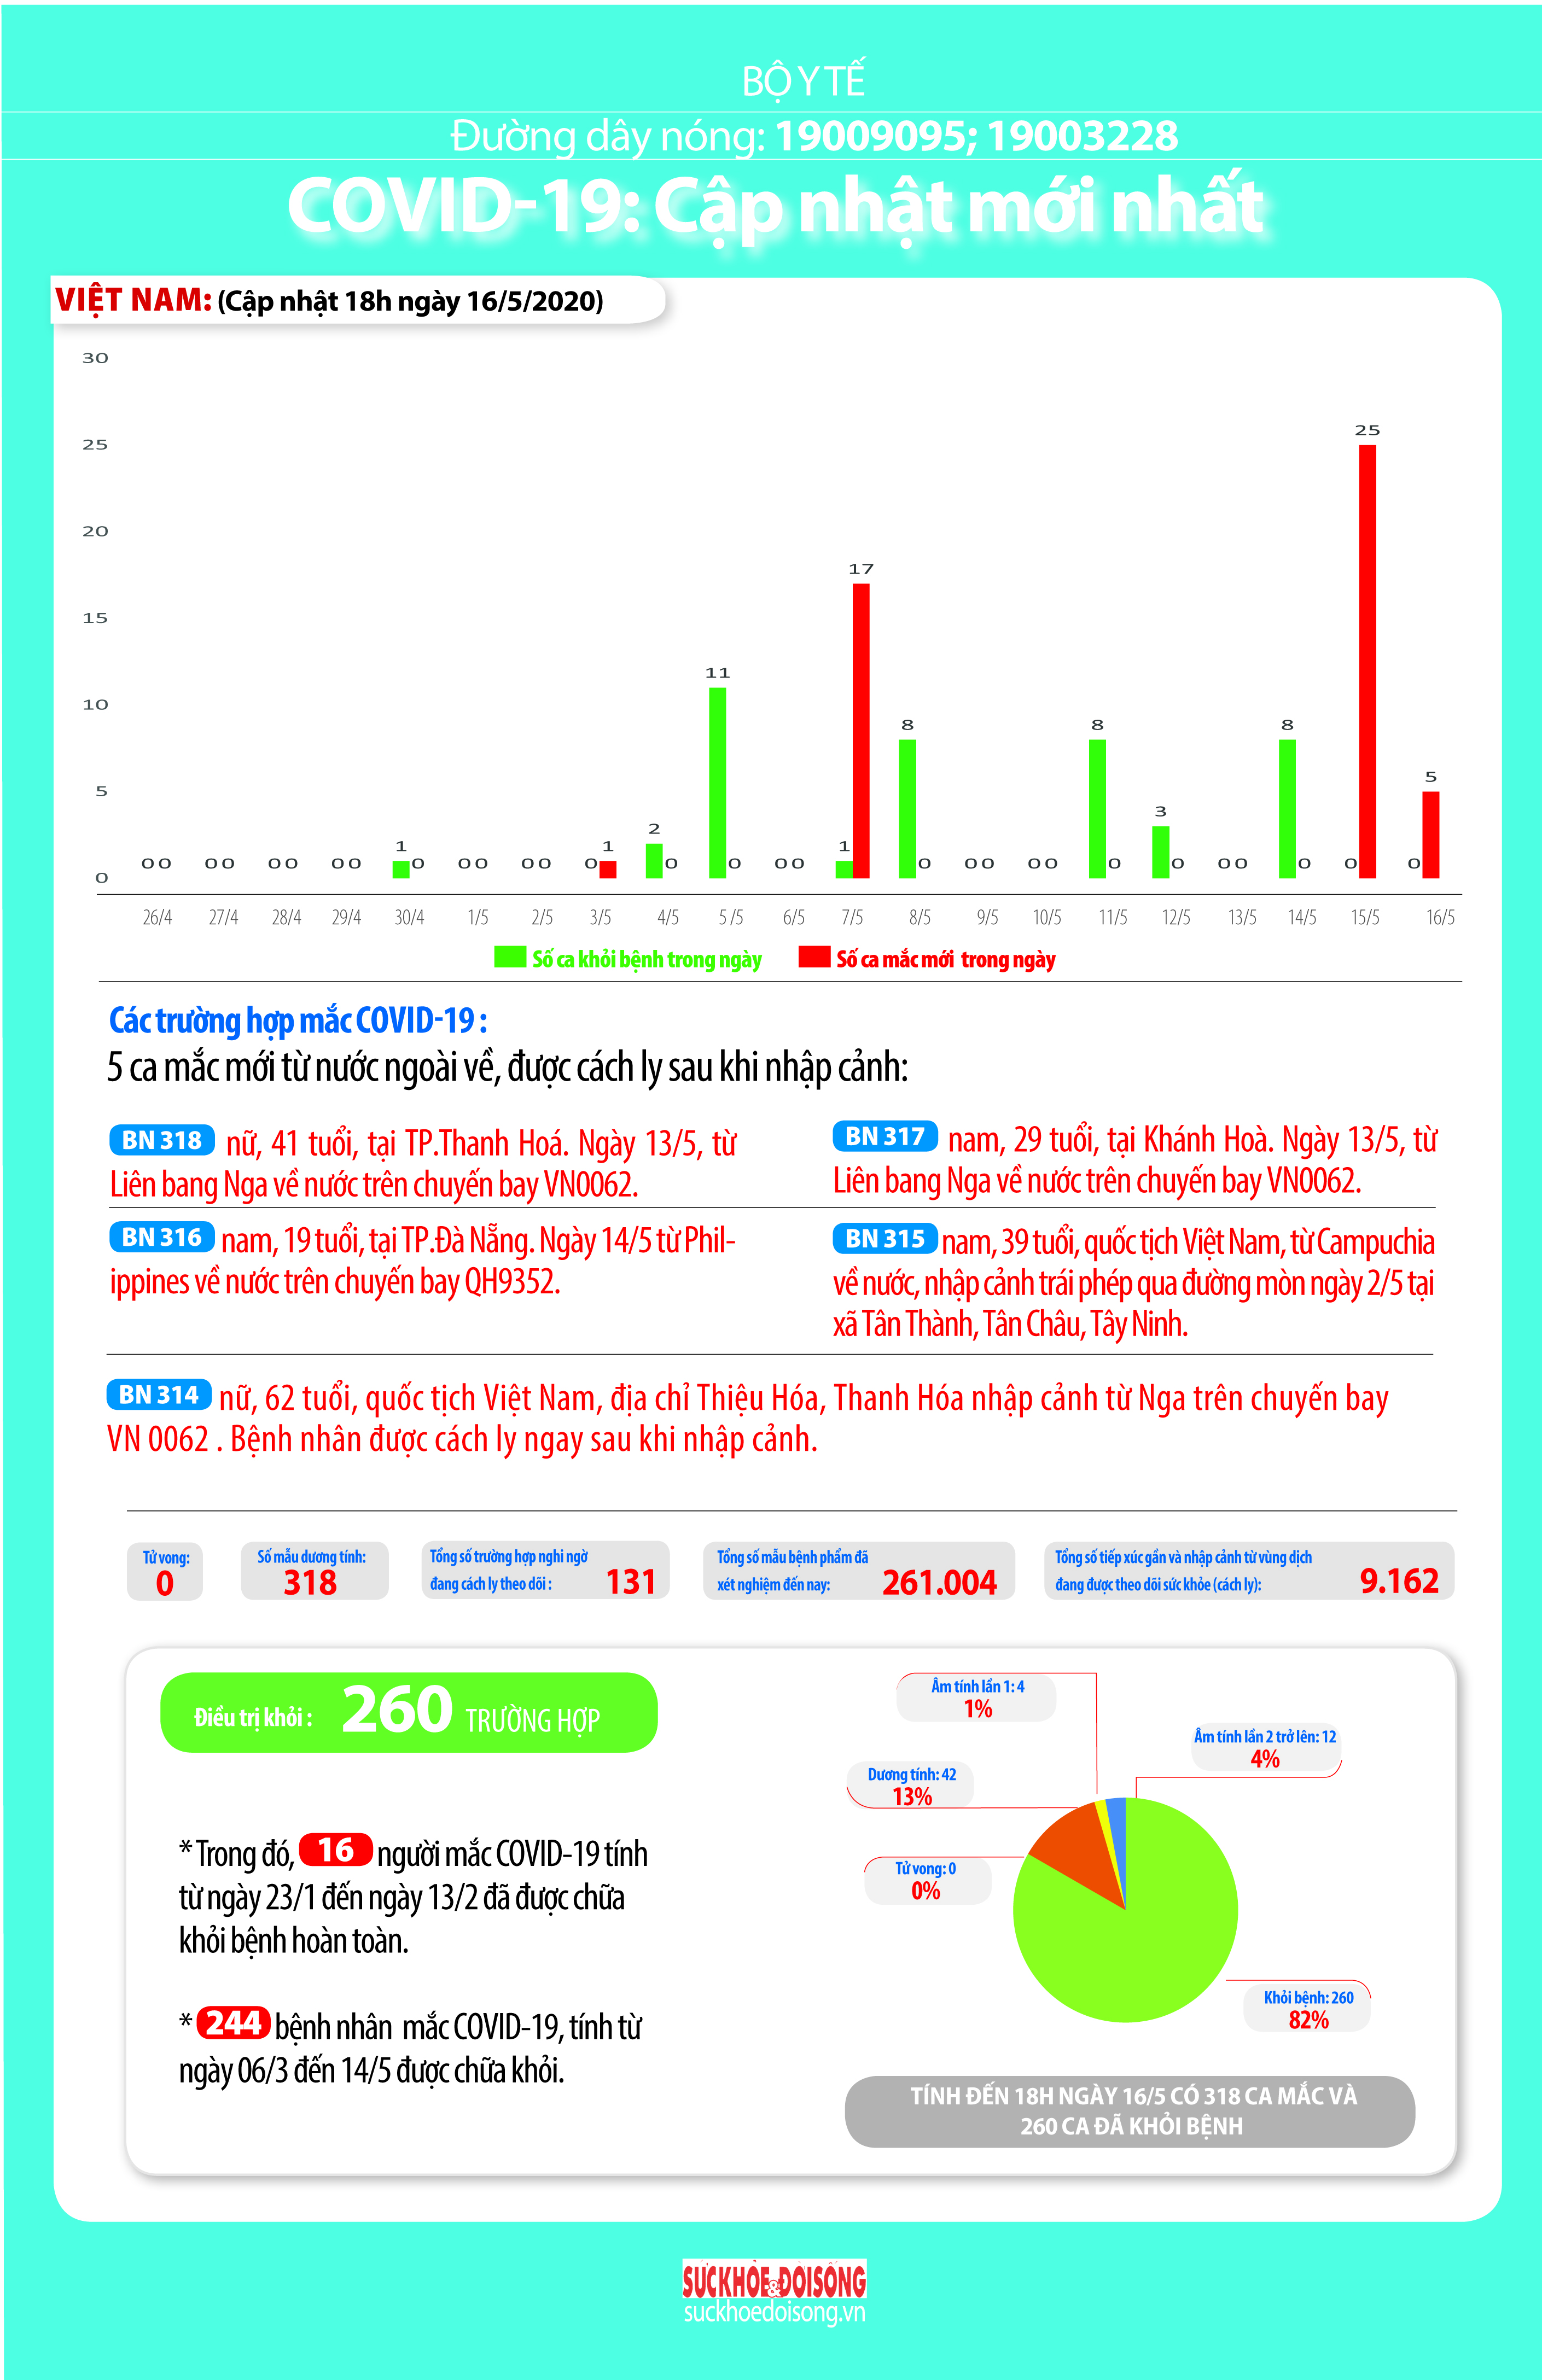 BỘ Y TẾ
Đường dây nóng: 19009095; 19003228
COVID-19: Cập nhật mới nhất
VIỆT NAM: (Cập nhật 18h ngày 16/5/2020)
30
25
20
15
10
5
0
0 0
0 0
0 0
0 0
1 0
0 0
0 0
0 1
2 0
11 0
0 0
1 17
8 0
0 0
0 0
8 0
3 0
0 0
8 0
0 25
0 5
26/4 27/4 28/4 29/4 30/4 1/5 2/5 3/5 4/5 5 /5 6/5 7/5 8/5 9/5 10/5 11/5 12/5 13/5 14/5 15/5 16/5
Số ca khỏi bệnh trong ngày
Số ca mắc mới trong ngày
Các trường hợp mắc COVID-19 :
5 ca mắc mới từ nước ngoài về, được cách ly sau khi nhập cảnh:
BN 318 nữ, 41 tuổi, tại TP.Thanh Hoá. Ngày 13/5, từ
Liên bang Nga về nước trên chuyến bay VN0062.
BN 317 nam, 29 tuổi, tại Khánh Hoà. Ngày 13/5, từ
Liên bang Nga về nước trên chuyến bay VN0062.
BN 316 nam, 19 tuổi, tại TP.Đà Nẵng. Ngày 14/5 từ Phil-
ippines về nước trên chuyến bay QH9352.
BN 315 nam, 39 tuổi, quốc tịch Việt Nam, từ Campuchia
về nước, nhập cảnh trái phép qua đường mòn ngày 2/5 tại
xã Tân Thành, Tân Châu, Tây Ninh.
BN 314 nữ, 62 tuổi, quốc tịch Việt Nam, địa chỉ Thiệu Hóa, Thanh Hóa nhập cảnh từ Nga trên chuyến bay
VN 0062 . Bệnh nhân được cách ly ngay sau khi nhập cảnh.
Tử vong:
0
Số mẫu dương tính:
318
Tổng số trường hợp nghi ngờ
đang cách ly theo dõi : 131
Tổng số mẫu bệnh phẩm đã
xét nghiệm đến nay: 261.004
Tổng số tiếp xúc gần và nhập cảnh từ vùng dịch
đang được theo dõi sức khỏe (cách ly): 9.162
Điều trị khỏi : 260 TRƯỜNG HỢP
* Trong đó, 16 người mắc COVID-19 tính
từ ngày 23/1 đến ngày 13/2 đã được chữa
khỏi bệnh hoàn toàn.
* 244 bệnh nhân mắc COVID-19, tính từ
ngày 06/3 đến 14/5 được chữa khỏi.
Âm tính lần 1: 4
1%
Âm tính lần 2 trở lên: 12
4%
Dương tính: 42
13%
Tử vong: 0
0%
Khỏi bệnh: 260
82%
TÍNH ĐẾN 18H NGÀY 16/5 CÓ 318 CA MẮC VÀ
260 CA ĐÃ KHỎI BỆNH
SỨC KHỎE & ĐỜI SỐNG
suckhoedoisong.vn